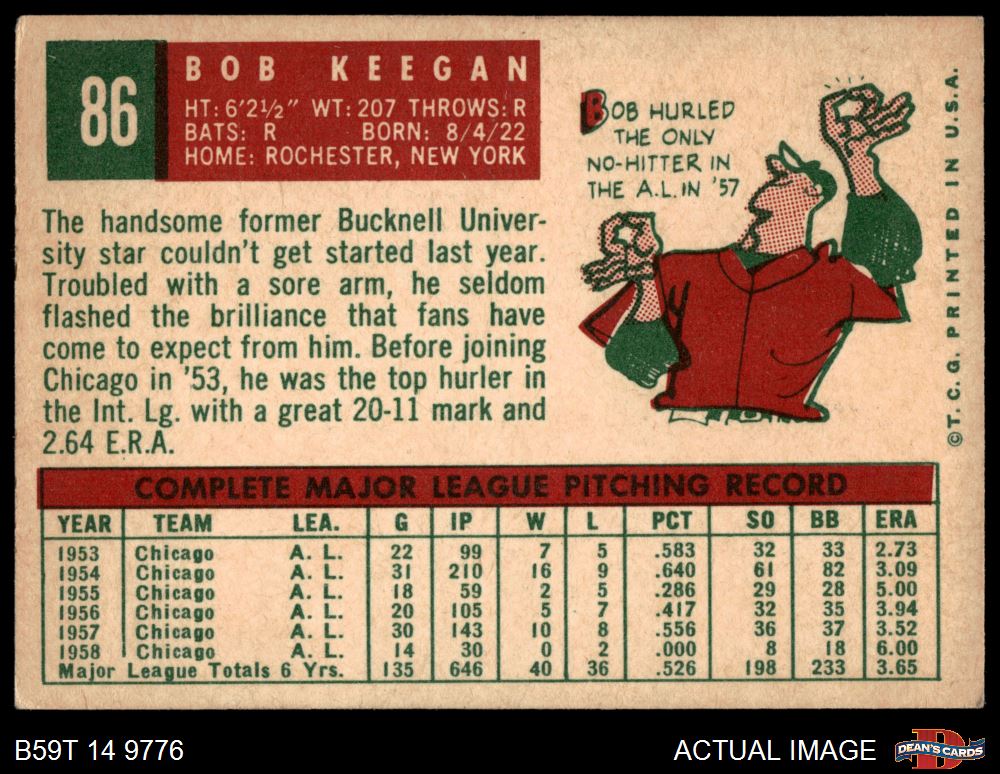 86
BOB KEEGAN
HT: 6'2½" WT: 207 THROWS: R
BATS: R BORN: 8/4/22
HOME: ROCHESTER, NEW YORK
BOB HURLED
THE ONLY
NO-HITTER IN
THE A.L. IN '57
The handsome former Bucknell Univer-
sity star couldn't get started last year.
Troubled with a sore arm, he seldom
flashed the brilliance that fans have
come to expect from him. Before joining
Chicago in '53, he was the top hurler in
the Int. Lg. with a great 20-11 mark and
2.64 E.R.A.
©T. C. G. PRINTED IN U.S.A.
COMPLETE MAJOR LEAGUE PITCHING RECORD
YEAR TEAM LEA. G IP W L PCT SO BB ERA
1953 Chicago A. L. 22 99 7 5 .583 32 33 2.73
1954 Chicago A. L. 31 210 16 9 .640 61 82 3.09
1955 Chicago A. L. 18 59 2 5 .286 29 28 5.00
1956 Chicago A. L. 20 105 5 7 .417 32 35 3.94
1957 Chicago A. L. 30 143 10 8 .556 36 37 3.52
1958 Chicago A. L. 14 30 0 2 .000 8 18 6.00
Major League Totals 6 Yrs. 135 646 40 36 .526 198 233 3.65
B59T 14 9776
ACTUAL IMAGE
DEAN'S CARDS